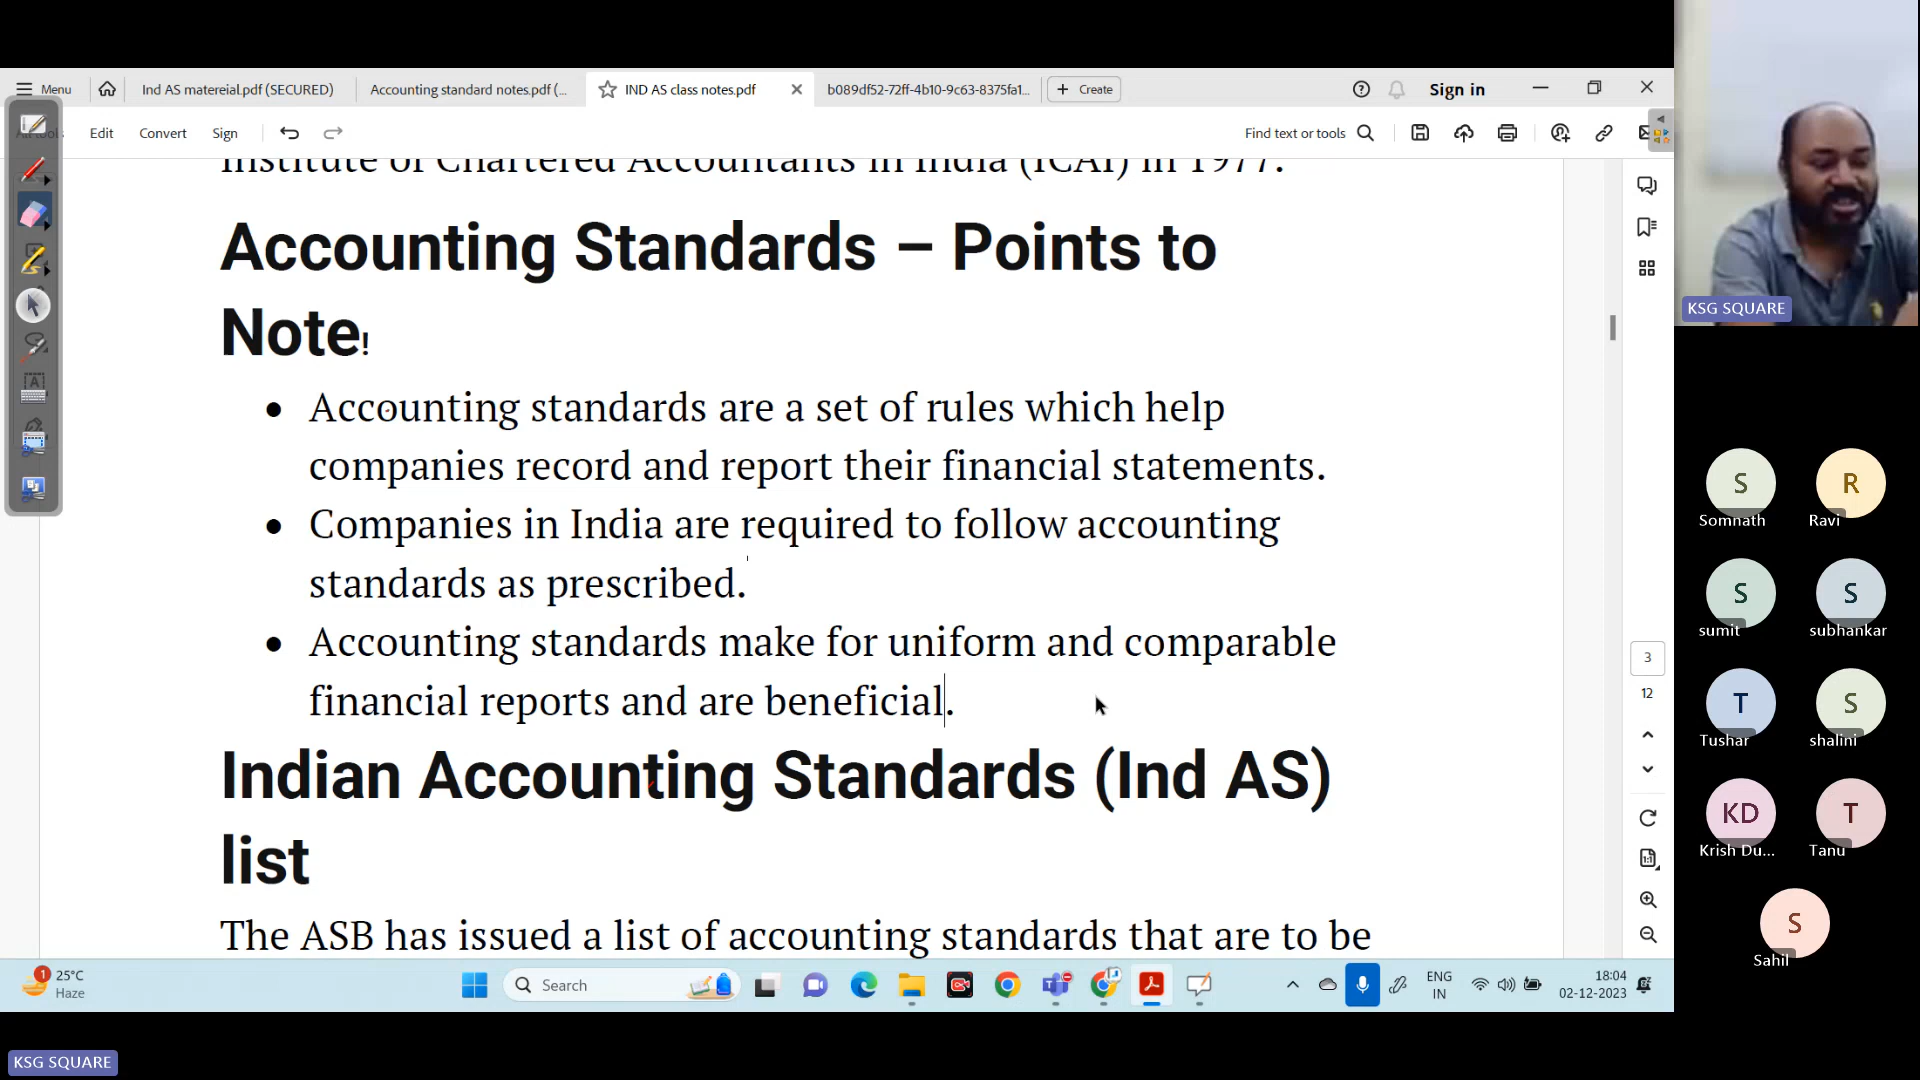 Menu
Ind AS matereial.pdf (SECURED)
Accounting standard notes.pdf (...
IND AS class notes.pdf
b089df52-72ff-4b10-9c63-8375fa1...
Create
Sign in
Edit
Convert
Sign
Find text or tools
Institute of Chartered Accountants in India (ICAI) in 1977.
Accounting Standards – Points to
Note!
• Accounting standards are a set of rules which help
companies record and report their financial statements.
• Companies in India are required to follow accounting
standards as prescribed.
• Accounting standards make for uniform and comparable
financial reports and are beneficial.
Indian Accounting Standards (Ind AS)
list
The ASB has issued a list of accounting standards that are to be
3
12
1
25°C
Haze
Search
ENG
IN
18:04
02-12-2023
KSG SQUARE
S
Somnath
R
Ravi
S
sumit
S
subhankar
T
Tushar
S
shalini
KD
Krish Du...
T
Tanu
S
Sahil
KSG SQUARE